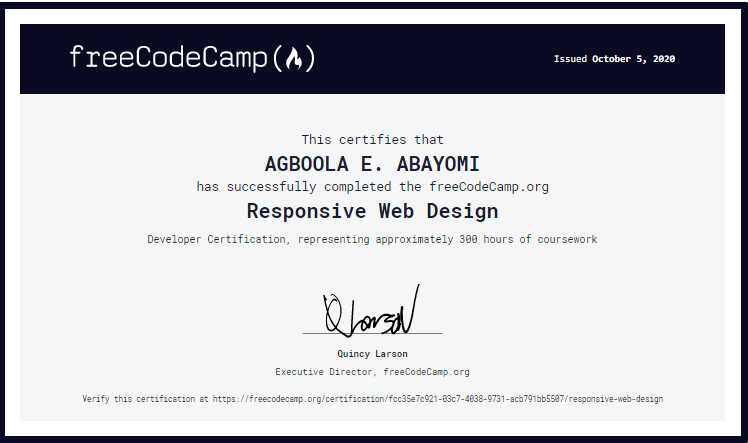 freeCodeCamp(🔥)
Issued October 5, 2020
This certifies that
AGBOOLA E. ABAYOMI
has successfully completed the freeCodeCamp.org
Responsive Web Design
Developer Certification, representing approximately 300 hours of coursework
Q Larson
Quincy Larson
Executive Director, freeCodeCamp.org
Verify this certification at https://freecodecamp.org/certification/fcc35e7c921-03c7-4038-9731-acb791bb5507/responsive-web-design